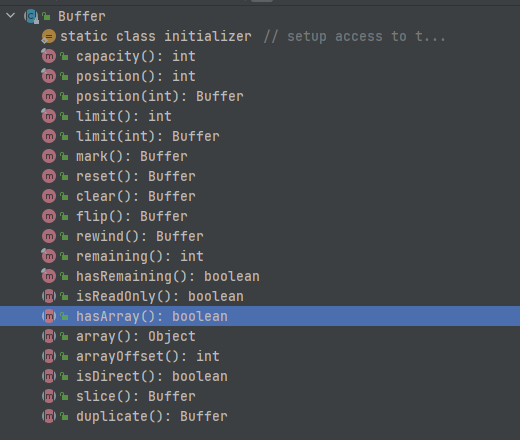 Buffer
static class initializer // setup access to t...
capacity(): int
position(): int
position(int): Buffer
limit(): int
limit(int): Buffer
mark(): Buffer
reset(): Buffer
clear(): Buffer
flip(): Buffer
rewind(): Buffer
remaining(): int
hasRemaining(): boolean
isReadOnly(): boolean
hasArray(): boolean
array(): Object
arrayOffset(): int
isDirect(): boolean
slice(): Buffer
duplicate(): Buffer